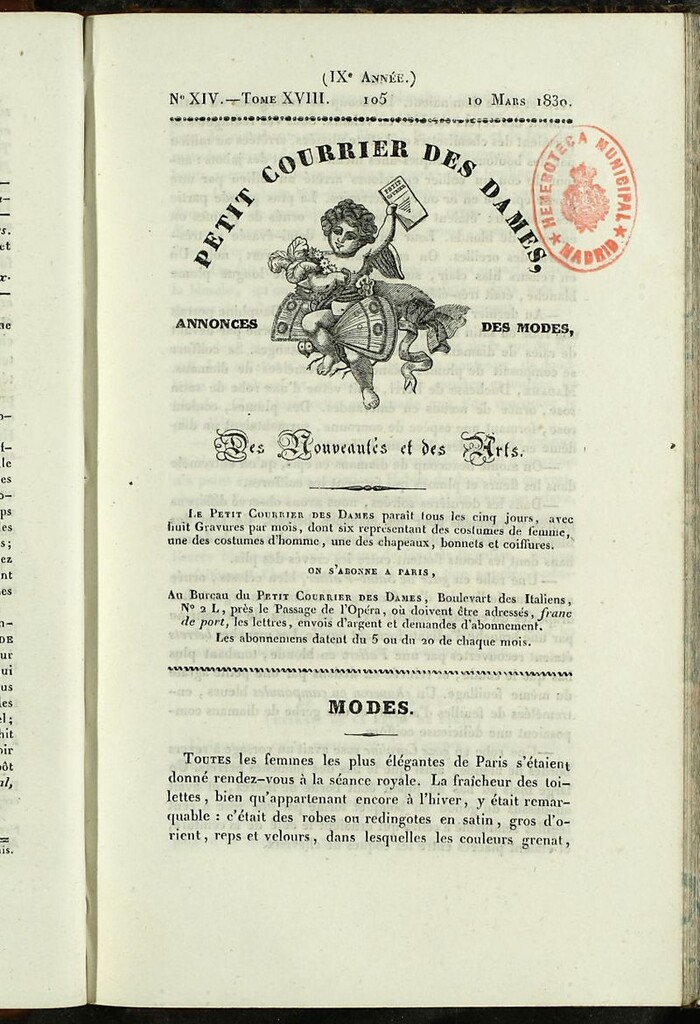 (IXe Année.)
No XIV.—Tome XVIII. 105 10 Mars 1830.
PETIT COURRIER DES DAMES,
HEMEROTECA MUNICIPAL
MADRID
PETIT
COURRIER
ANNONCES DES MODES,
Des Nouveautés et des Arts.
Le Petit Courrier des Dames paraît tous les cinq jours, avec
huit Gravures par mois, dont six représentant des costumes de femme,
une des costumes d'homme, une des chapeaux, bonnets et coiffures.
ON S'ABONNE A PARIS,
Au Bureau du Petit Courrier des Dames, Boulevart des Italiens,
No 2 L, près le Passage de l'Opéra, où doivent être adressés, franc
de port, les lettres, envois d'argent et demandes d'abonnement.
Les abonnemens datent du 5 ou du 20 de chaque mois.
MODES.
Toutes les femmes les plus élégantes de Paris s'étaient
donné rendez-vous à la séance royale. La fraîcheur des toi-
lettes, bien qu'appartenant encore à l'hiver, y était remar-
quable : c'était des robes ou redingotes en satin, gros d'o-
rient, reps et velours, dans lesquelles les couleurs grenat,